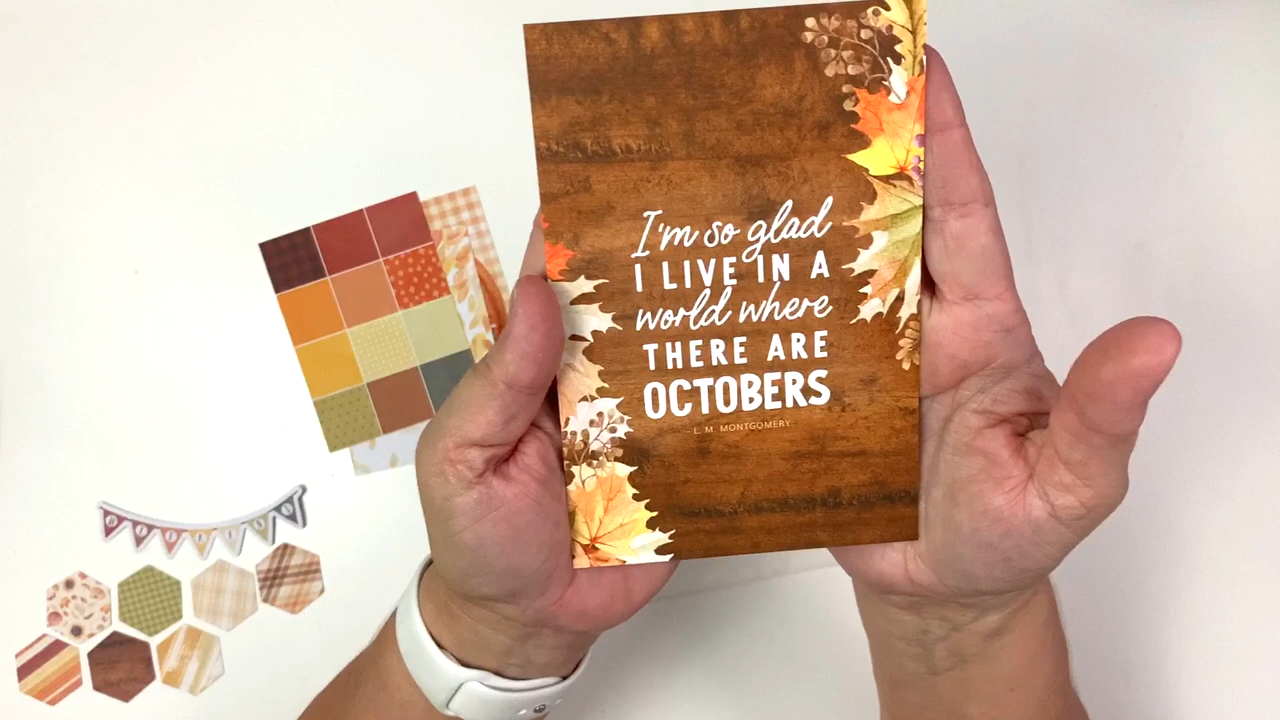 I'm so glad
I LIVE IN A
world where
THERE ARE
OCTOBERS
- L. M. MONTGOMERY